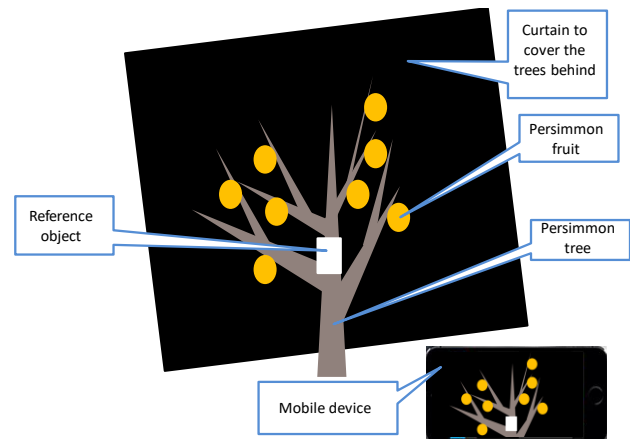 Curtain to
cover the
trees behind
Persimmon
fruit
Reference
object
Persimmon
tree
Mobile device